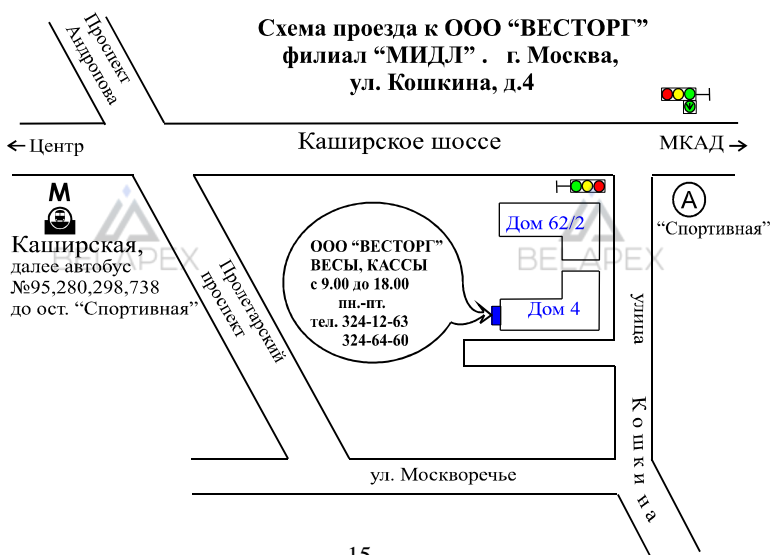 Схема проезда к ООО “ВЕСТОРГ”
филиал “МИДЛ” .   г. Москва,
ул. Кошкина, д.4
Проспект
Андропова
← Центр
Каширское шоссе
МКАД →
М
Каширская,
далее автобус
№95,280,298,738
до ост. “Спортивная”
А
“Спортивная”
Дом 62/2
ООО “ВЕСТОРГ”
ВЕСЫ, КАССЫ
с 9.00 до 18.00
пн.-пт.
тел. 324-12-63
324-64-60
Дом 4
Пролетарский
проспект
улица
Кошкина
ул. Москворечье
BELAPEX
BELAPEX
15